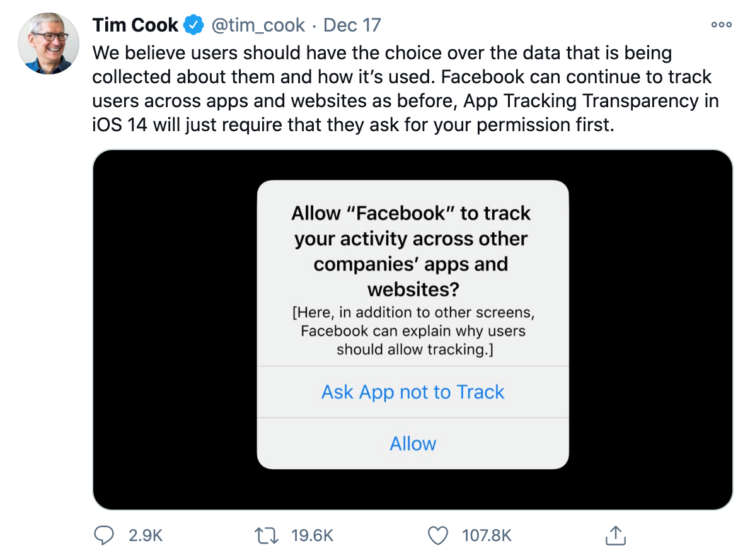 Tim Cook @tim_cook · Dec 17
We believe users should have the choice over the data that is being
collected about them and how it’s used. Facebook can continue to track
users across apps and websites as before, App Tracking Transparency in
iOS 14 will just require that they ask for your permission first.
Allow “Facebook” to track
your activity across other
companies’ apps and
websites?
[Here, in addition to other screens,
Facebook can explain why users
should allow tracking.]
Ask App not to Track
Allow
2.9K 19.6K 107.8K